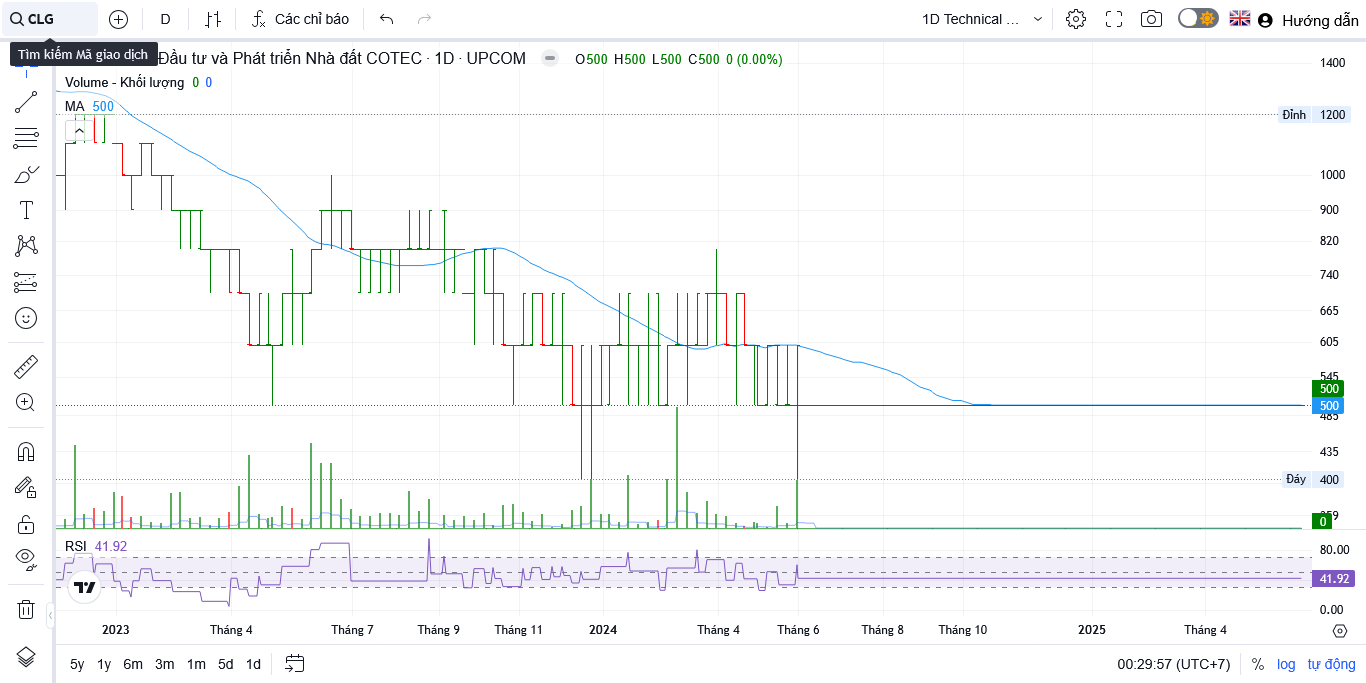 CLG
D
Các chỉ báo
1D Technical ...
Hướng dẫn
Tìm kiếm Mã giao dịch
Đầu tư và Phát triển Nhà đất COTEC · 1D · UPCOM
O500 H500 L500 C500 0 (0.00%)
Volume - Khối lượng 0 0
MA 500
1400
Đỉnh 1200
1000
900
820
740
665
605
545
500
500
485
435
Đáy 400
0
RSI 41.92
80.00
41.92
0.00
2023 Tháng 4 Tháng 7 Tháng 9 Tháng 11 2024 Tháng 4 Tháng 6 Tháng 8 Tháng 10 2025 Tháng 4
5y 1y 6m 3m 1m 5d 1d
00:29:57 (UTC+7)
% log tự động